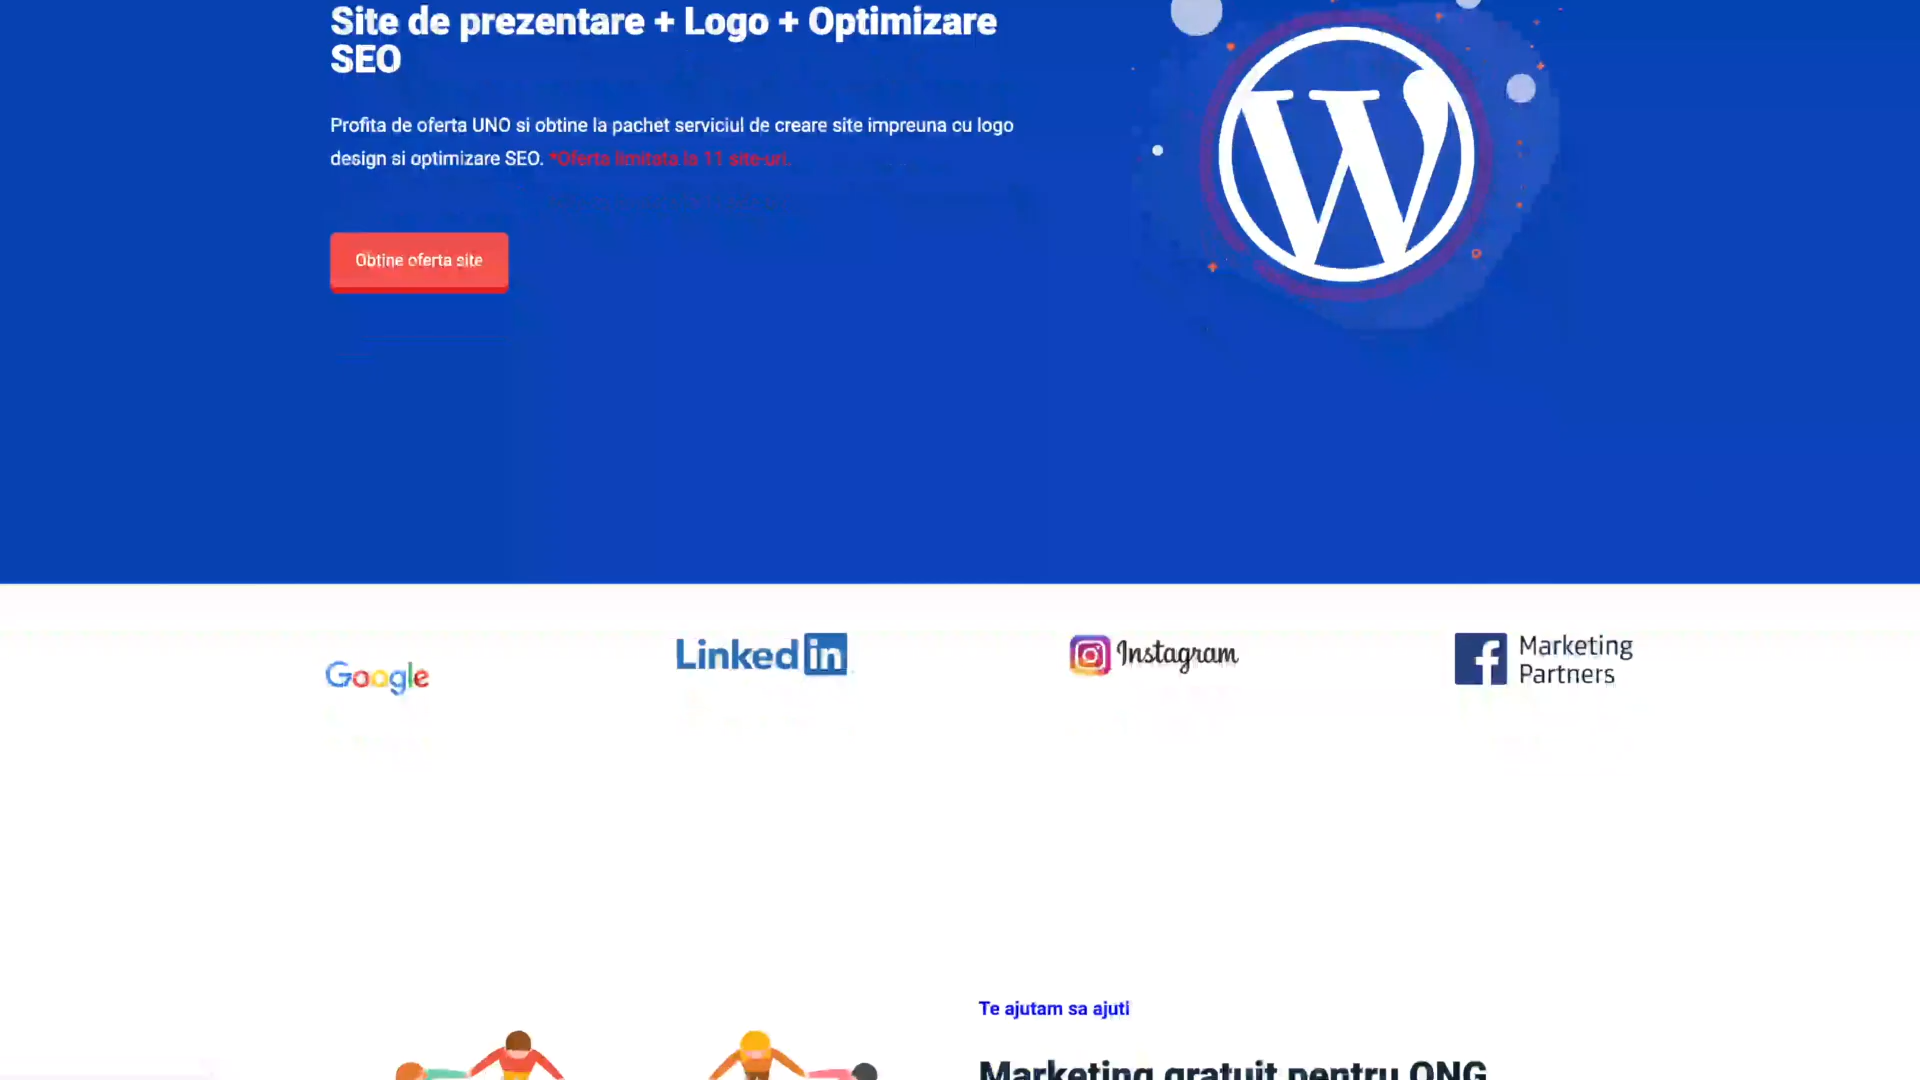 Site de prezentare + Logo + Optimizare
SEO
Profita de oferta UNO si obtine la pachet serviciul de creare site impreuna cu logo
design si optimizare SEO. *Oferta limitata la 11 site-uri.
Obtine oferta site
Google
Linkedin
Instagram
Marketing
Partners
Te ajutam sa ajuti
Marketing gratuit pentru ONG